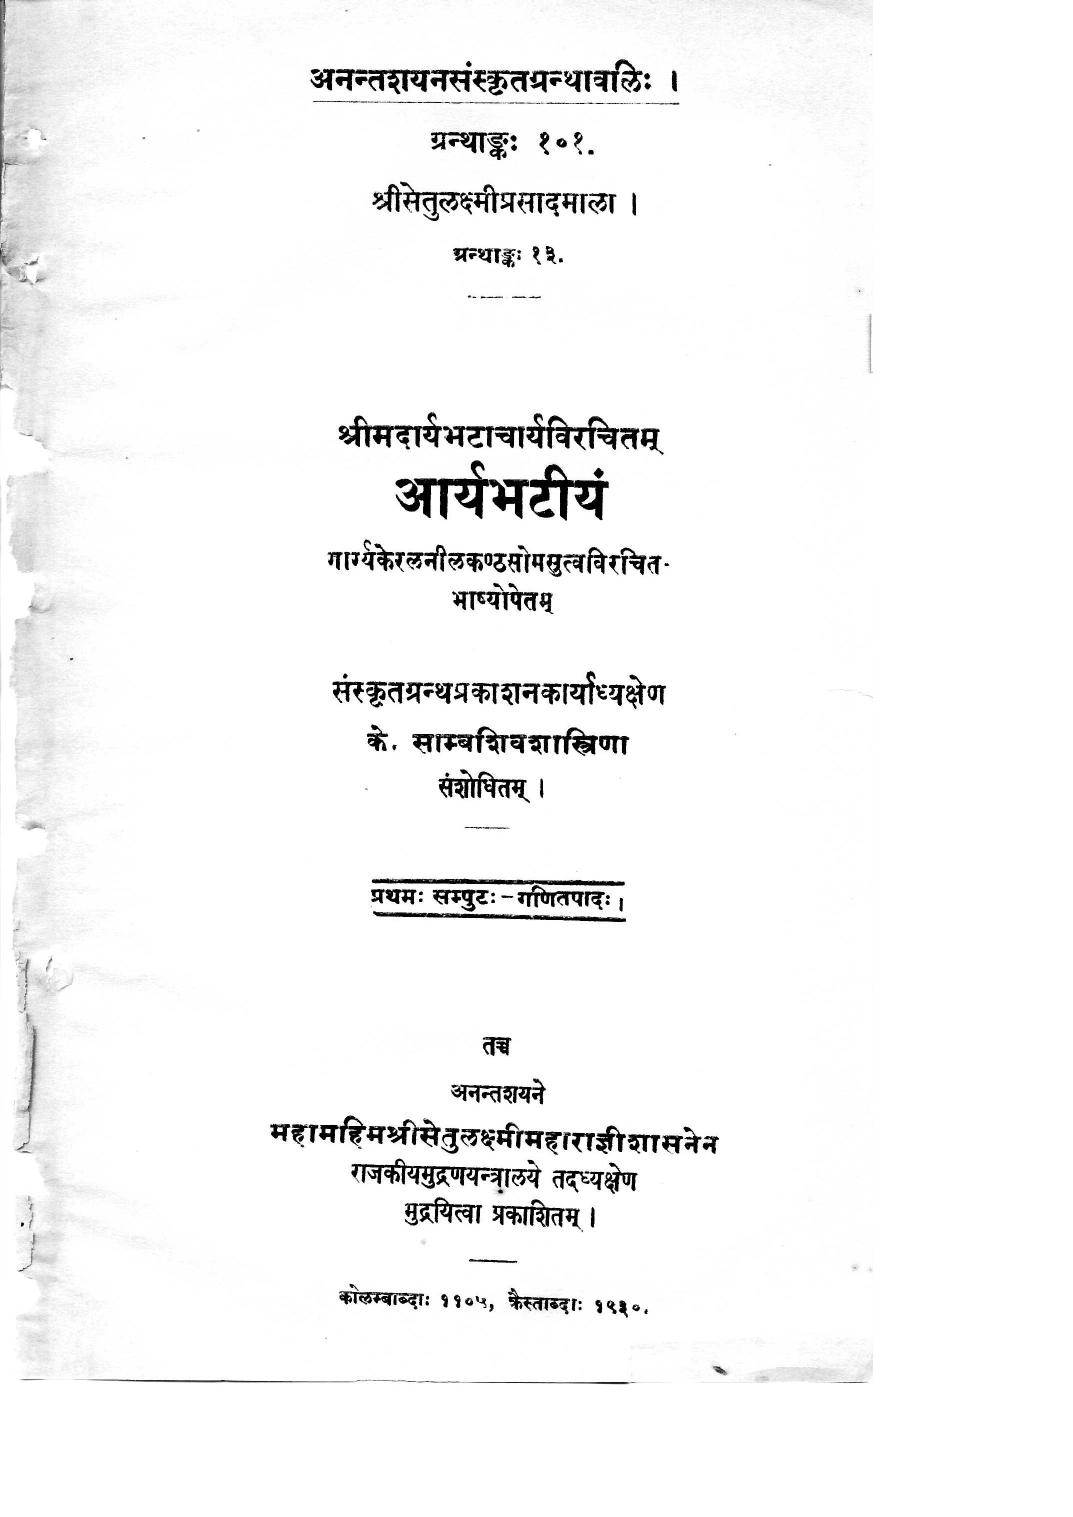 अनन्तशयनसंस्कृतग्रन्थावलिः ।
ग्रन्थाङ्कः १०१.
श्रीसेतुलक्ष्मीप्रसादमाला ।
ग्रन्थाङ्कः १३.
श्रीमदार्यभटाचार्यविरचितम्
आर्यभटीयं
गार्ग्यकेरलनीलकण्ठसोमसुत्वविरचित-
भाष्योपेतम्
संस्कृतग्रन्थप्रकाशनकार्याध्यक्षेण
के. साम्बशिवशास्त्रिणा
संशोधितम् ।
प्रथमः सम्पुटः – गणितपादः ।
तच्च
अनन्तशयने
महामहिमश्रीसेतुलक्ष्मीमहाराज्ञीशासनेन
राजकीयमुद्रणयन्त्रालये तदध्यक्षेण
मुद्रयित्वा प्रकाशितम् ।
कोलम्बाब्दाः ११०५, क्रैस्ताब्दाः १९३०.